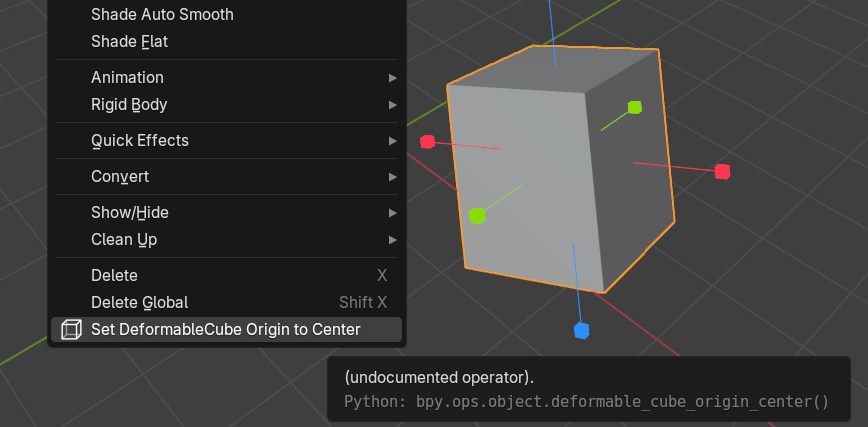 Shade Auto Smooth
Shade Flat
Animation
Rigid Body
Quick Effects
Convert
Show/Hide
Clean Up
Delete X
Delete Global Shift X
Set DeformableCube Origin to Center
(undocumented operator).
Python: bpy.ops.object.deformable_cube_origin_center()